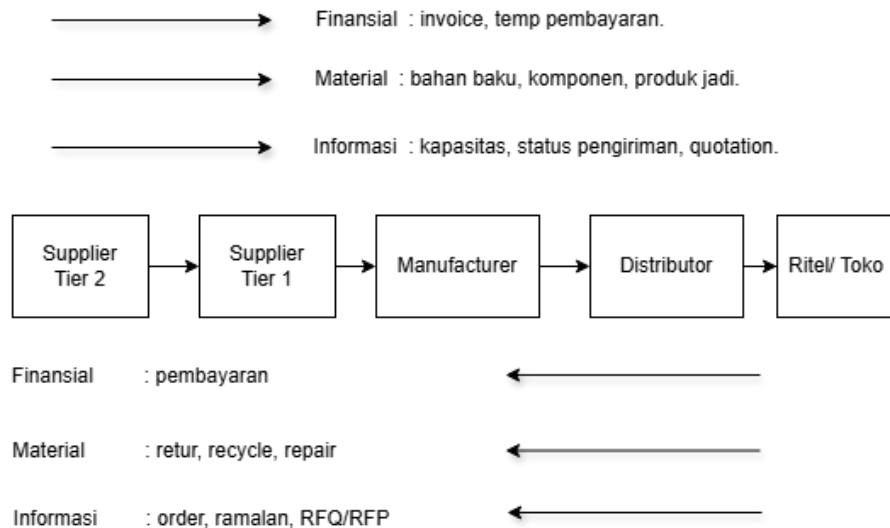 Finansial : invoice, temp pembayaran.
Material : bahan baku, komponen, produk jadi.
Informasi : kapasitas, status pengiriman, quotation.
Supplier
Tier 2
Supplier
Tier 1
Manufacturer
Distributor
Ritel/ Toko
Finansial : pembayaran
Material : retur, recycle, repair
Informasi : order, ramalan, RFQ/RFP